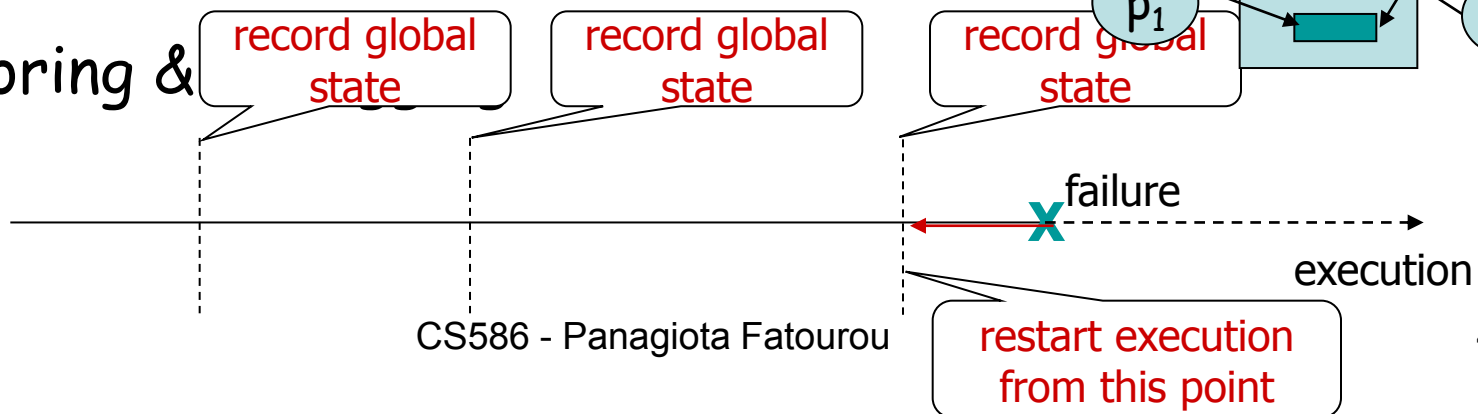 p₁
record global
state
record global
state
record global
state
oring &
failure
X
execution
CS586 - Panagiota Fatourou
restart execution
from this point